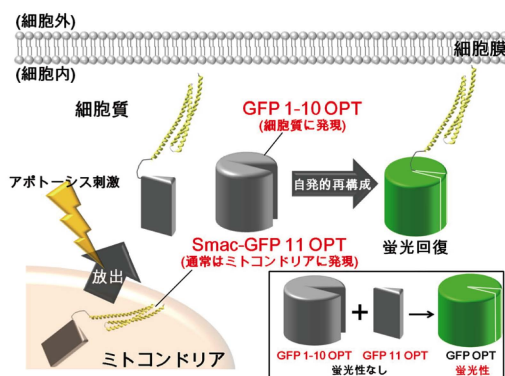 (細胞外)
細胞膜
(細胞内)
細胞質
GFP 1-10 OPT
(細胞質に発現)
アポトーシス刺激
自発的再構成
Smac-GFP 11 OPT
蛍光回復
(通常はミトコンドリアに発現)
放出
ミトコンドリア
GFP 1-10 OPT
+
GFP 11 OPT
GFP OPT
蛍光性なし
蛍光性